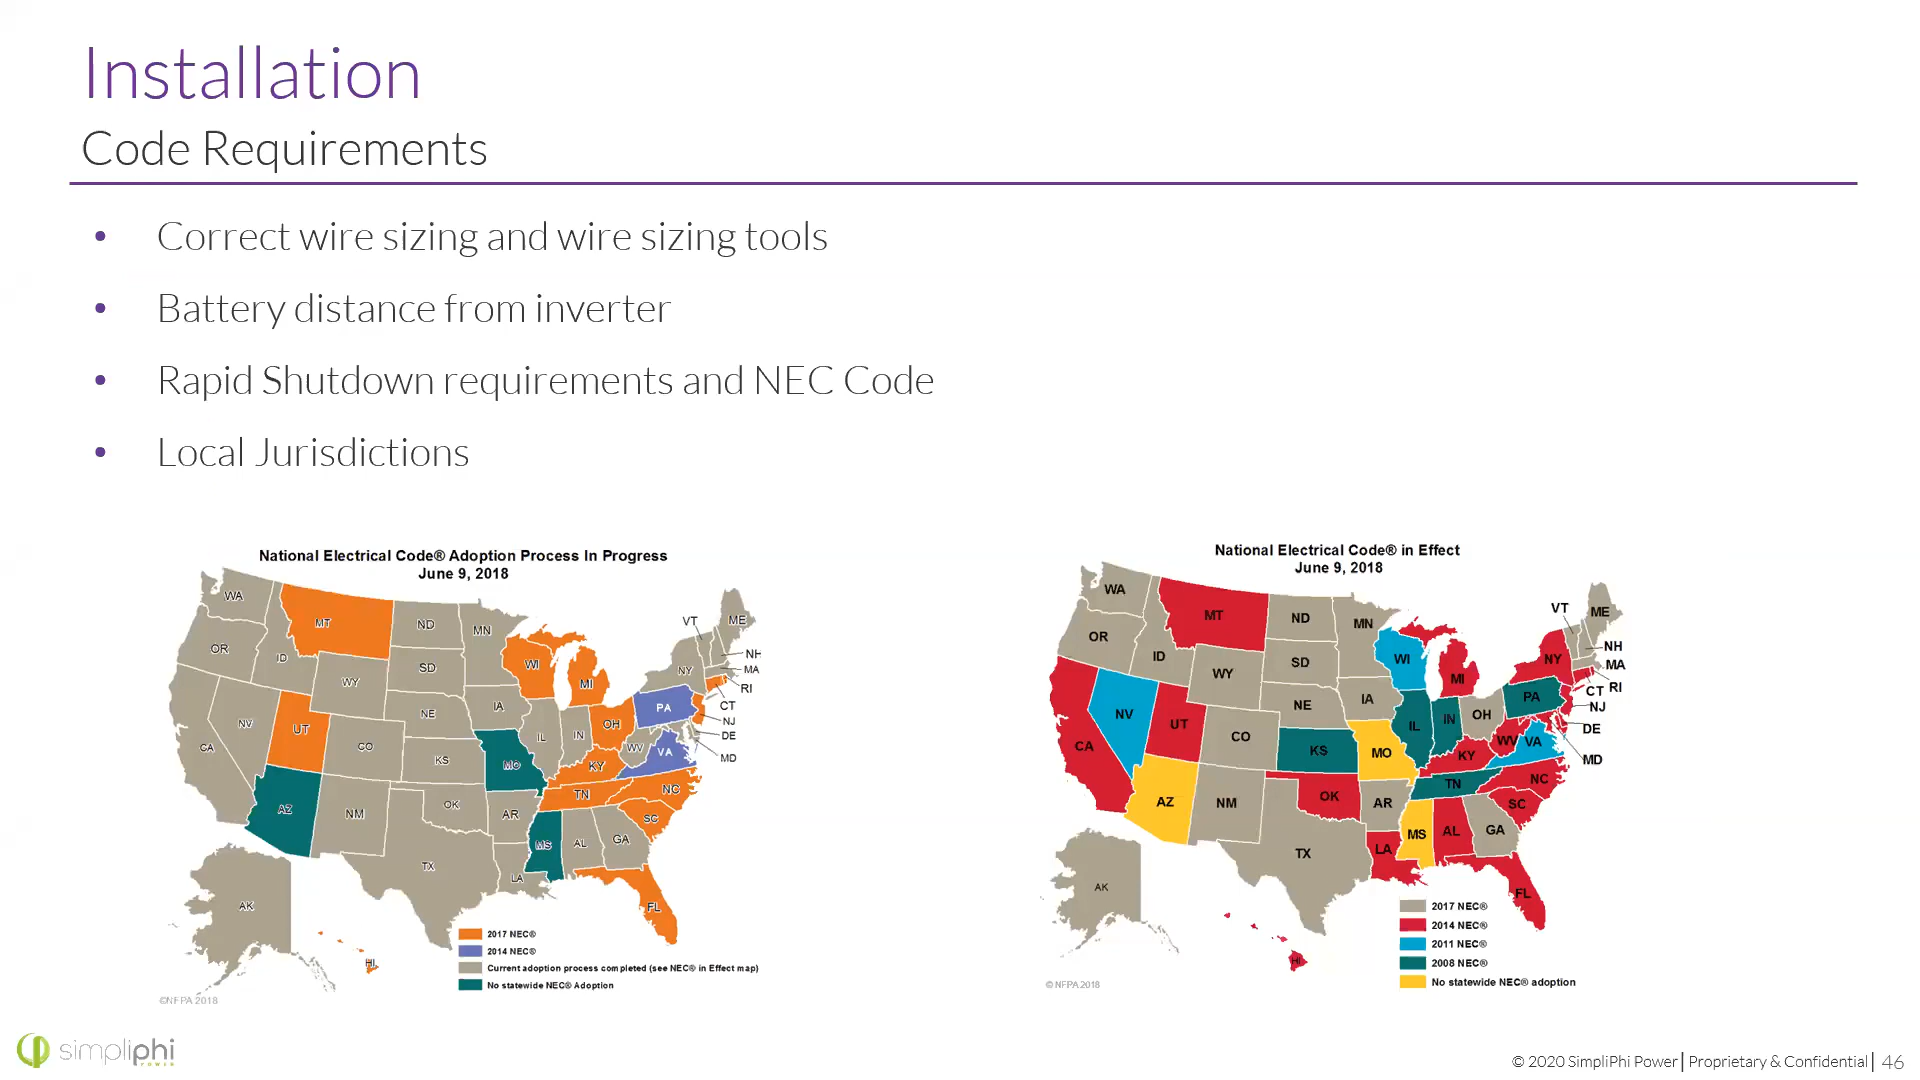 Installation
Code Requirements
• Correct wire sizing and wire sizing tools
• Battery distance from inverter
• Rapid Shutdown requirements and NEC Code
• Local Jurisdictions
National Electrical Code® Adoption Process In Progress
June 9, 2018
WA
MT
ND
MN
VT
ME
OR
ID
SD
WI
MI
NY
NH
MA
RI
WY
NE
IA
PA
CT
NJ
NV
UT
CO
IL
IN
OH
DE
CA
KS
MO
WV
VA
MD
KY
AZ
NM
OK
TN
NC
AR
SC
TX
MS
AL
GA
LA
AK
FL
HI
2017 NEC®
2014 NEC®
Current adoption process completed (see NEC® in Effect map)
No statewide NEC® Adoption
©NFPA 2018
National Electrical Code® in Effect
June 9, 2018
WA
MT
ND
MN
VT
ME
OR
ID
SD
WI
MI
NY
NH
MA
RI
WY
NE
IA
PA
CT
NJ
NV
UT
CO
IL
IN
OH
DE
CA
KS
MO
WV
VA
MD
KY
AZ
NM
OK
TN
NC
AR
SC
TX
MS
AL
GA
LA
AK
FL
HI
2017 NEC®
2014 NEC®
2011 NEC®
2008 NEC®
No statewide NEC® adoption
© NFPA 2018
simpliphi
POWER
© 2020 SimpliPhi Power | Proprietary & Confidential | 46